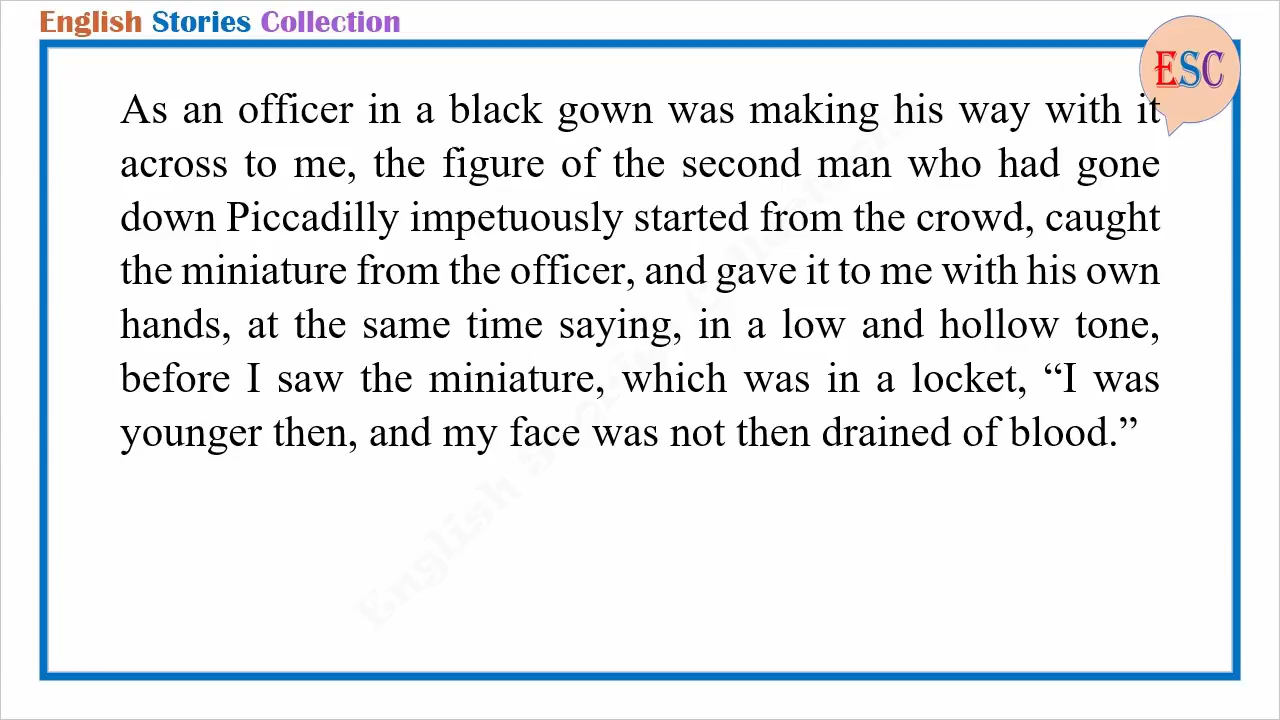 English Stories Collection
ESC
As an officer in a black gown was making his way with it
across to me, the figure of the second man who had gone
down Piccadilly impetuously started from the crowd, caught
the miniature from the officer, and gave it to me with his own
hands, at the same time saying, in a low and hollow tone,
before I saw the miniature, which was in a locket, “I was
younger then, and my face was not then drained of blood.”
English Stories Collection